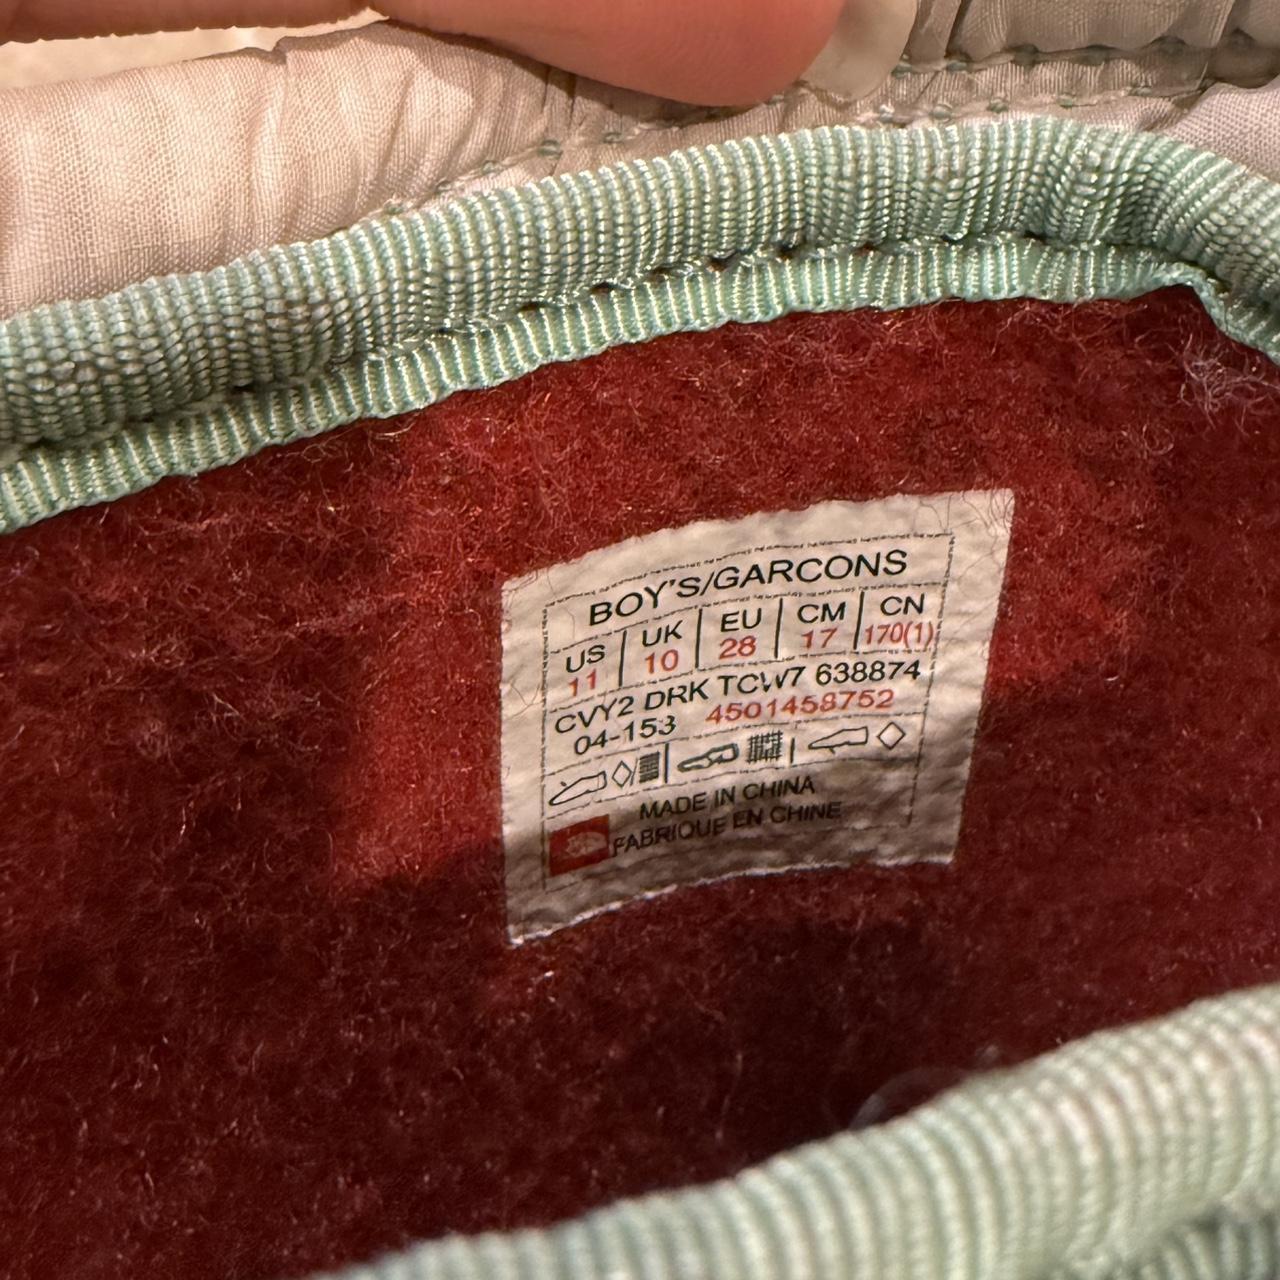 BOY'S/GARCONS
US UK EU CM CN
11 10 28 17 170(1)
CVY2 DRK TCW7 638874
04-153 4501458752
MADE IN CHINA
FABRIQUE EN CHINE